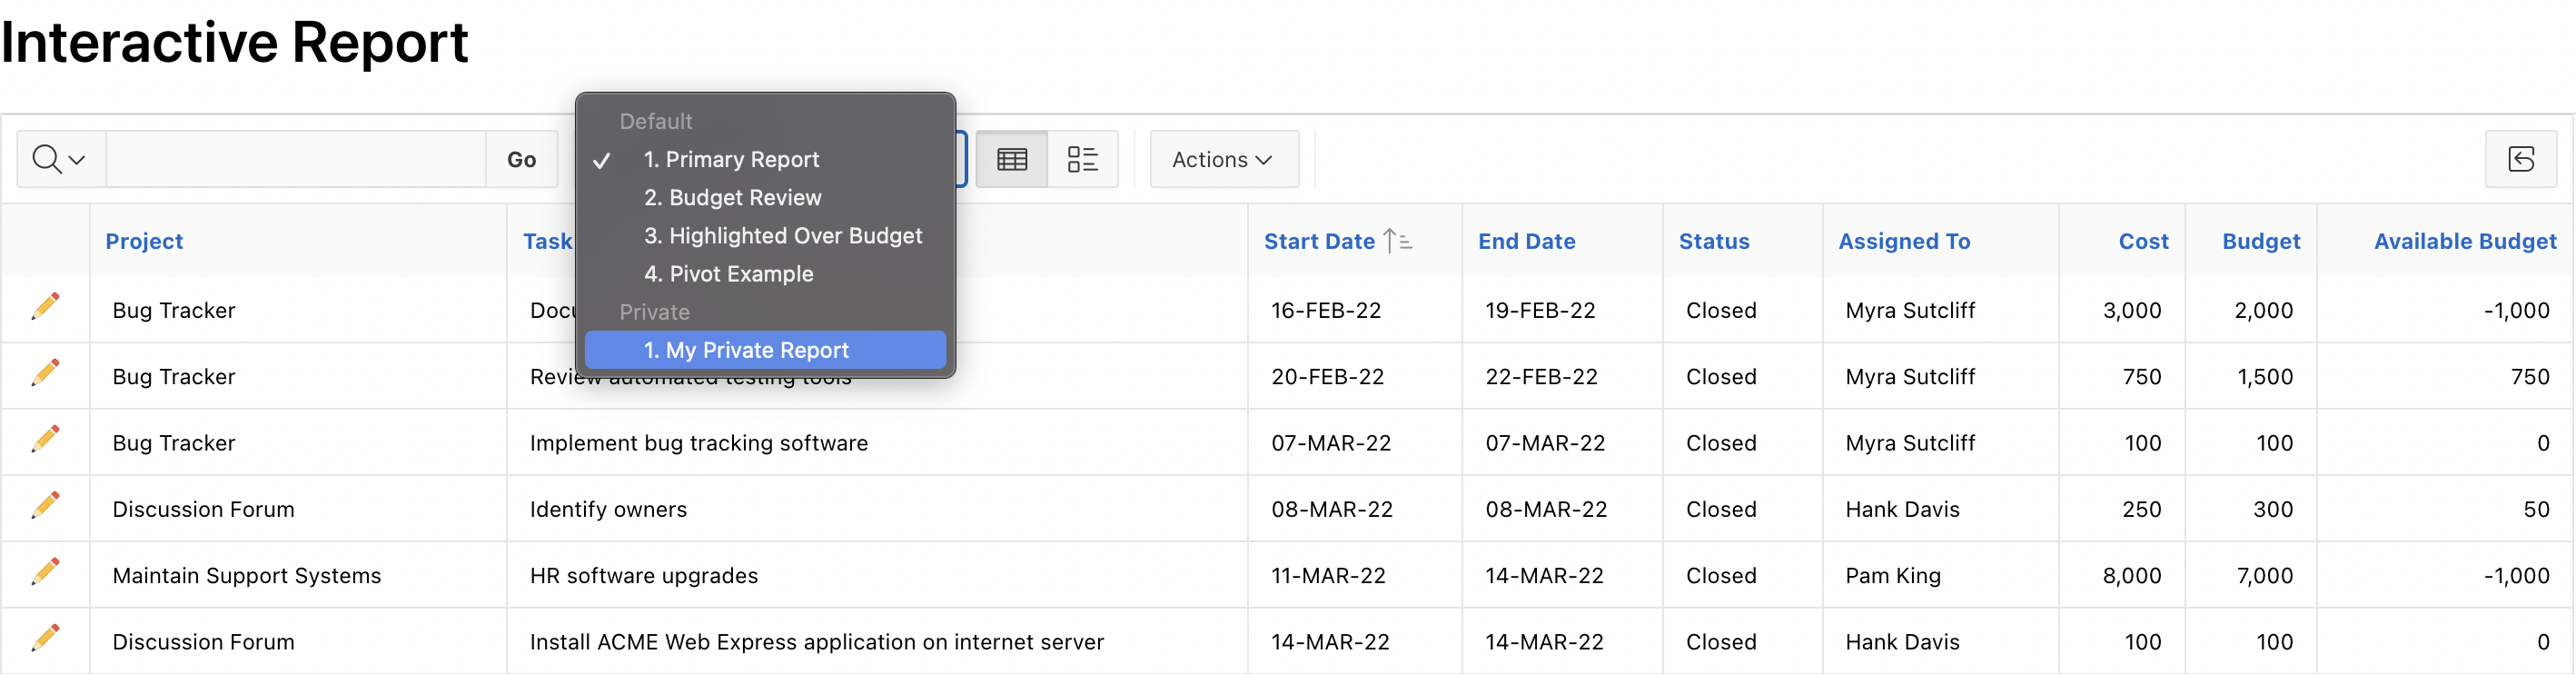 Interactive Report
Go
Default
✓ 1. Primary Report
2. Budget Review
3. Highlighted Over Budget
4. Pivot Example
Private
1. My Private Report
Actions
Project Task Start Date End Date Status Assigned To Cost Budget Available Budget
Bug Tracker 16-FEB-22 19-FEB-22 Closed Myra Sutcliff 3,000 2,000 -1,000
Bug Tracker Review automated testing tools 20-FEB-22 22-FEB-22 Closed Myra Sutcliff 750 1,500 750
Bug Tracker Implement bug tracking software 07-MAR-22 07-MAR-22 Closed Myra Sutcliff 100 100 0
Discussion Forum Identify owners 08-MAR-22 08-MAR-22 Closed Hank Davis 250 300 50
Maintain Support Systems HR software upgrades 11-MAR-22 14-MAR-22 Closed Pam King 8,000 7,000 -1,000
Discussion Forum Install ACME Web Express application on internet server 14-MAR-22 14-MAR-22 Closed Hank Davis 100 100 0